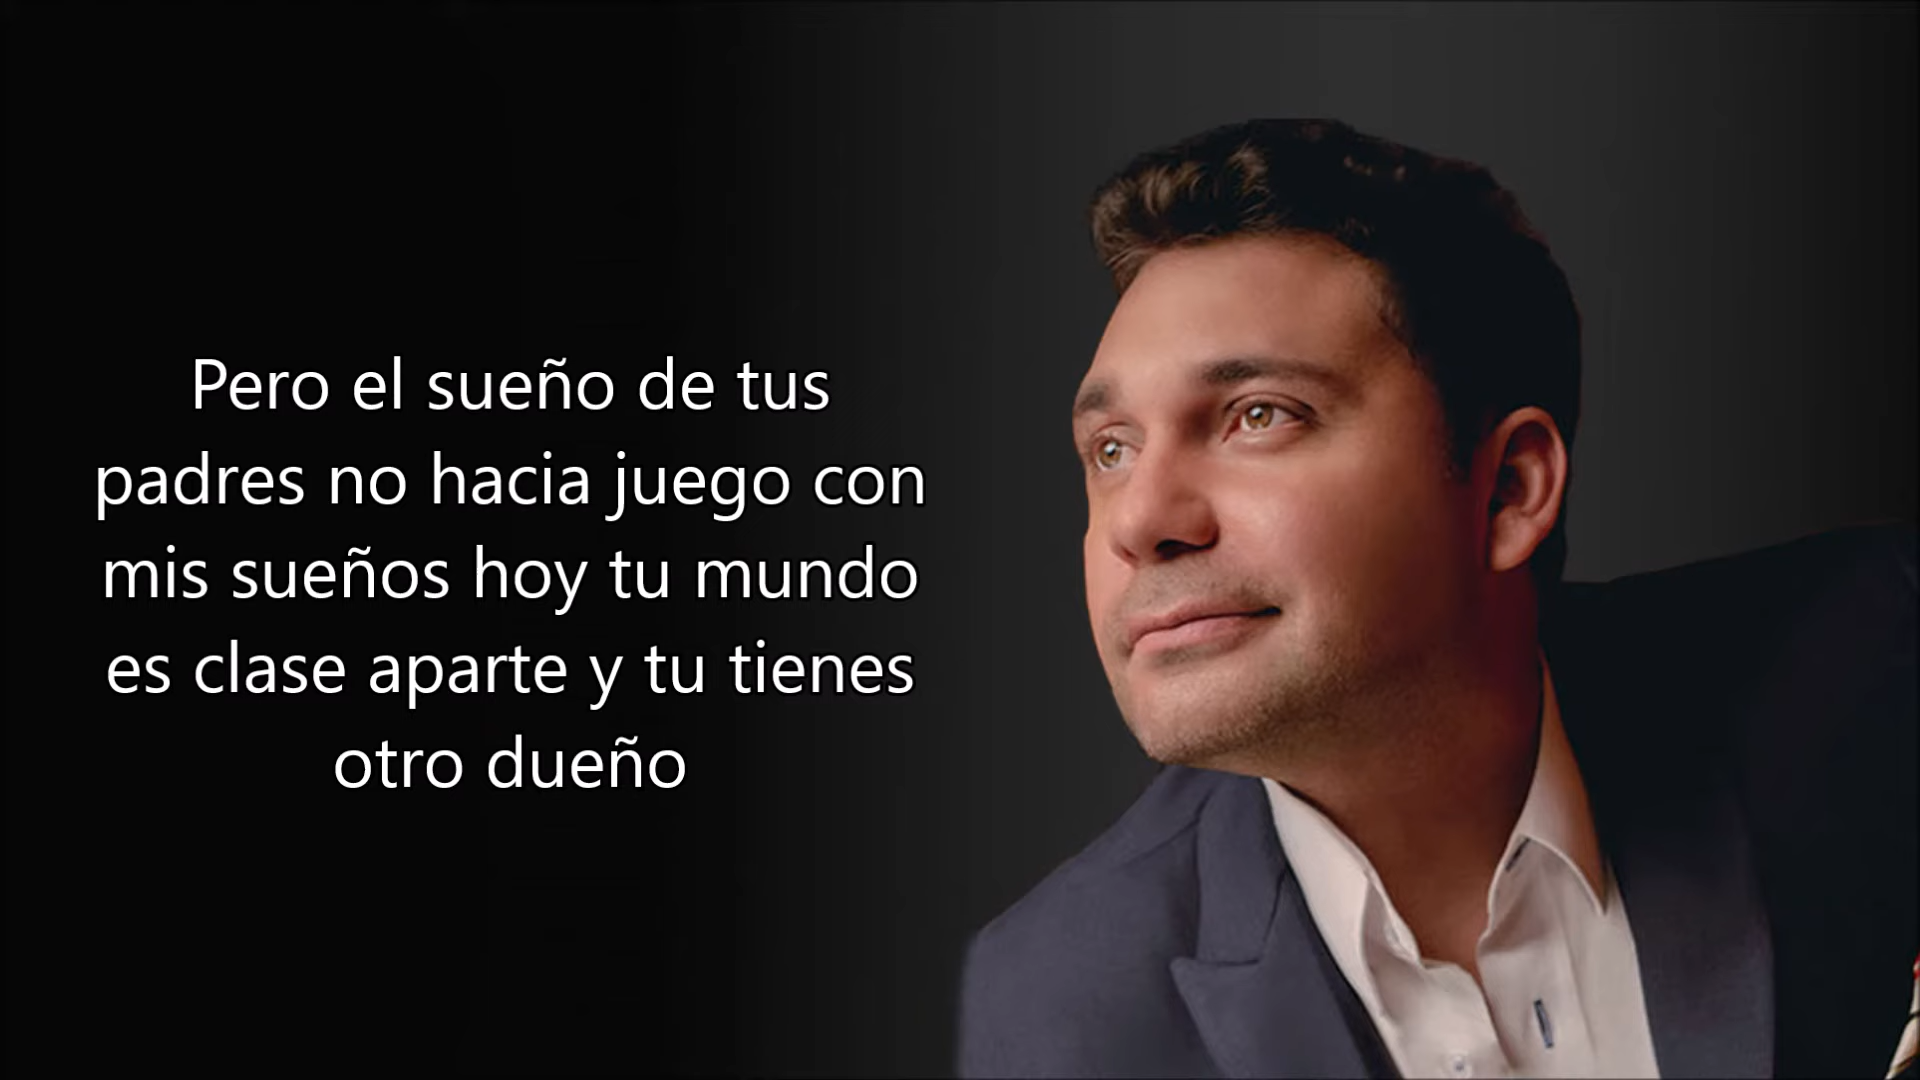 Pero el sueño de tus
padres no hacia juego con
mis sueños hoy tu mundo
es clase aparte y tu tienes
otro dueño